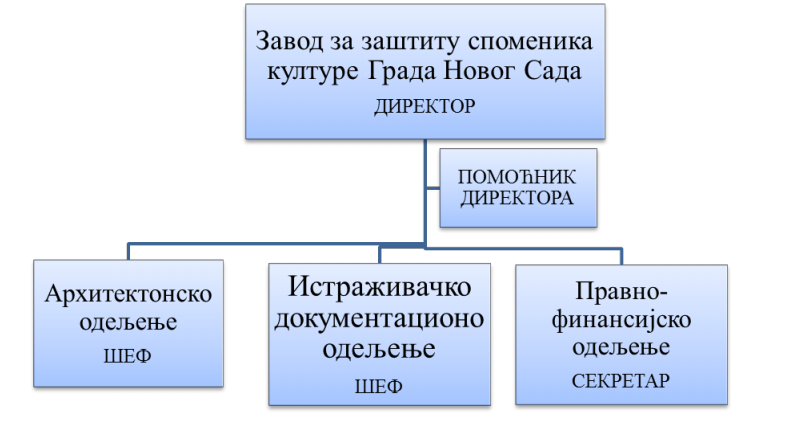 Завод за заштиту споменика
културе Града Новог Сада
ДИРЕКТОР
ПОМОЋНИК
ДИРЕКТОРА
Архитектонско
одељење
ШЕФ
Истраживачко
документационо
одељење
ШЕФ
Правно-
финансијско
одељење
СЕКРЕТАР